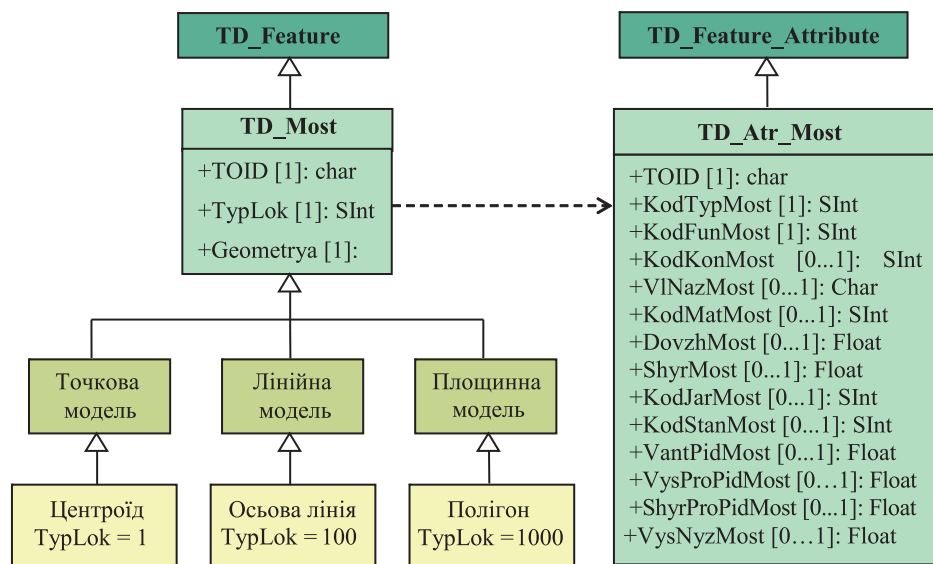 TD_Feature
TD_Most
+TOID [1]: char
+TypLok [1]: SInt
+Geometrya [1]:
Точкова
модель
Лінійна
модель
Площинна
модель
Центроїд
TypLok = 1
Осьова лінія
TypLok = 100
Полігон
TypLok =1000
TD_Feature_Attribute
TD_Atr_Most
+TOID [1]: char
+KodTypMost [1]: SInt
+KodFunMost [1]: SInt
+KodKonMost [0...1]: SInt
+VlNazMost [0...1]: Char
+KodMatMost [0...1]: SInt
+DovzhMost [0...1]: Float
+ShyrMost [0...1]: Float
+KodJarMost [0...1]: SInt
+KodStanMost [0...1]: SInt
+VantPidMost [0...1]: Float
+VysProPidMost [0…1]: Float
+ShyrProPidMost [0...1]: Float
+VysNyzMost [0…1]: Float